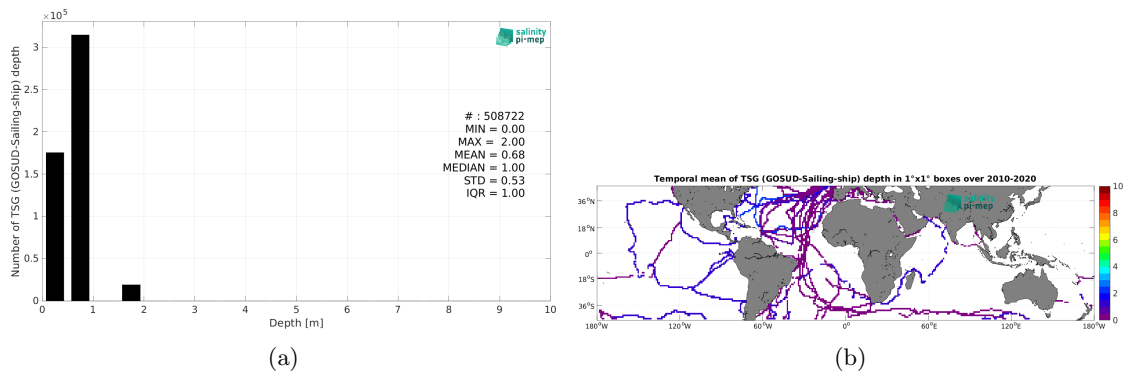 ×10⁵
3
2.5
2
1.5
1
0.5
0
Number of TSG (GOSUD-Sailing-ship) depth
salinity
pi-mep
# : 508722
MIN = 0.00
MAX = 2.00
MEAN = 0.68
MEDIAN = 1.00
STD = 0.53
IQR = 1.00
0 1 2 3 4 5 6 7 8 9 10
Depth [m]
(a)
Temporal mean of TSG (GOSUD-Sailing-ship) depth in 1°x1° boxes over 2010-2020
salinity
pi-mep
36°N
18°N
0°
18°S
36°S
180°W 120°W 60°W 0° 60°E 120°E 180°W
10
8
6
4
2
0
(b)